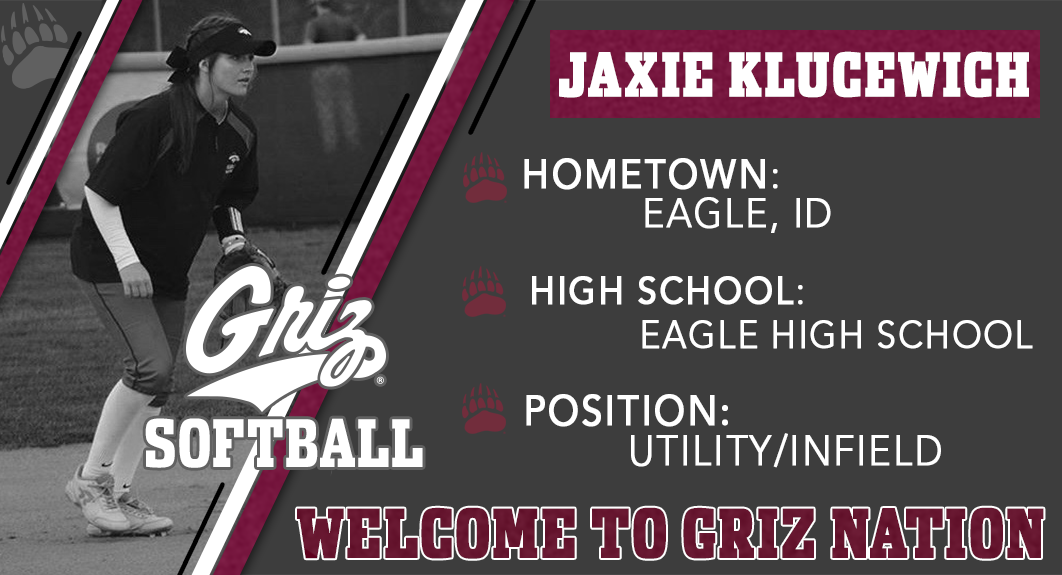 JAXIE KLUCEWICH
HOMETOWN:
EAGLE, ID
HIGH SCHOOL:
EAGLE HIGH SCHOOL
POSITION:
UTILITY/INFIELD
Griz®
SOFTBALL
WELCOME TO GRIZ NATION